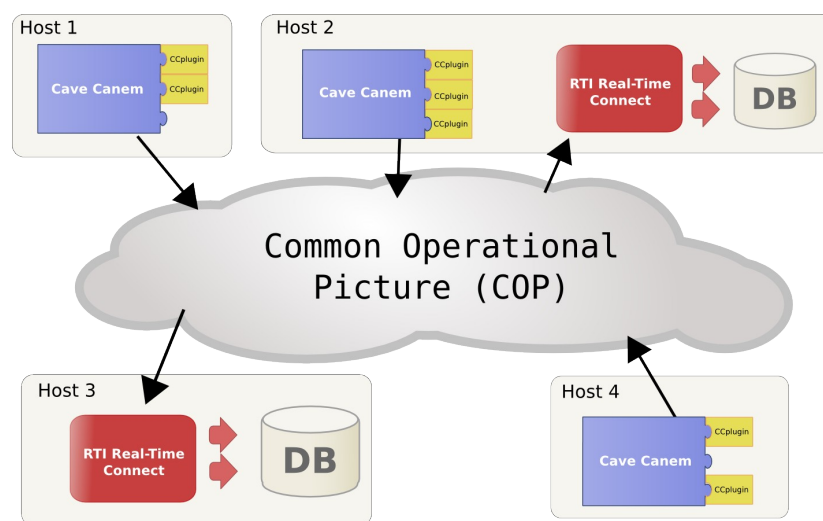 Host 1
Cave Canem
CCplugin
CCplugin
Host 2
Cave Canem
CCplugin
CCplugin
CCplugin
RTI Real-Time
Connect
DB
Common Operational
Picture (COP)
Host 3
RTI Real-Time
Connect
DB
Host 4
Cave Canem
CCplugin
CCplugin